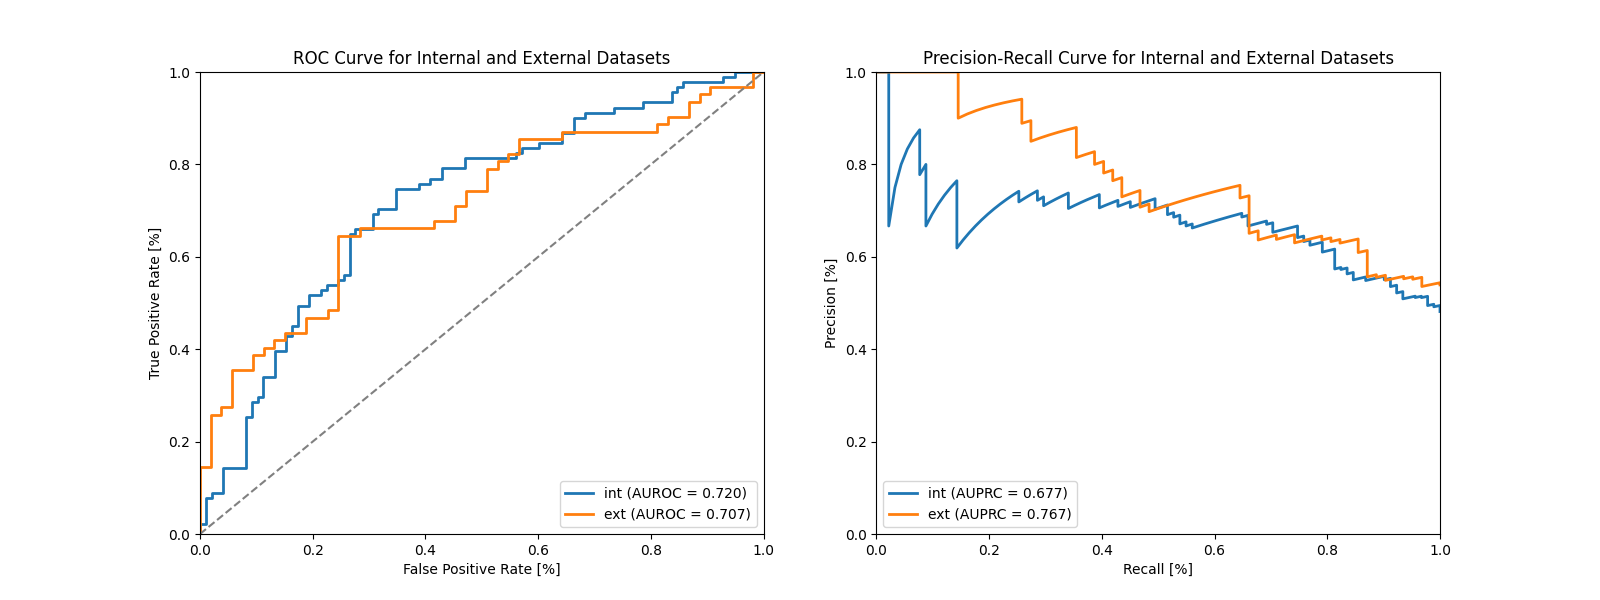 ROC Curve for Internal and External Datasets
True Positive Rate [%]
1.0
0.8
0.6
0.4
0.2
0.0
int (AUROC = 0.720)
ext (AUROC = 0.707)
0.0 0.2 0.4 0.6 0.8 1.0
False Positive Rate [%]
Precision-Recall Curve for Internal and External Datasets
Precision [%]
1.0
0.8
0.6
0.4
0.2
0.0
int (AUPRC = 0.677)
ext (AUPRC = 0.767)
0.0 0.2 0.4 0.6 0.8 1.0
Recall [%]